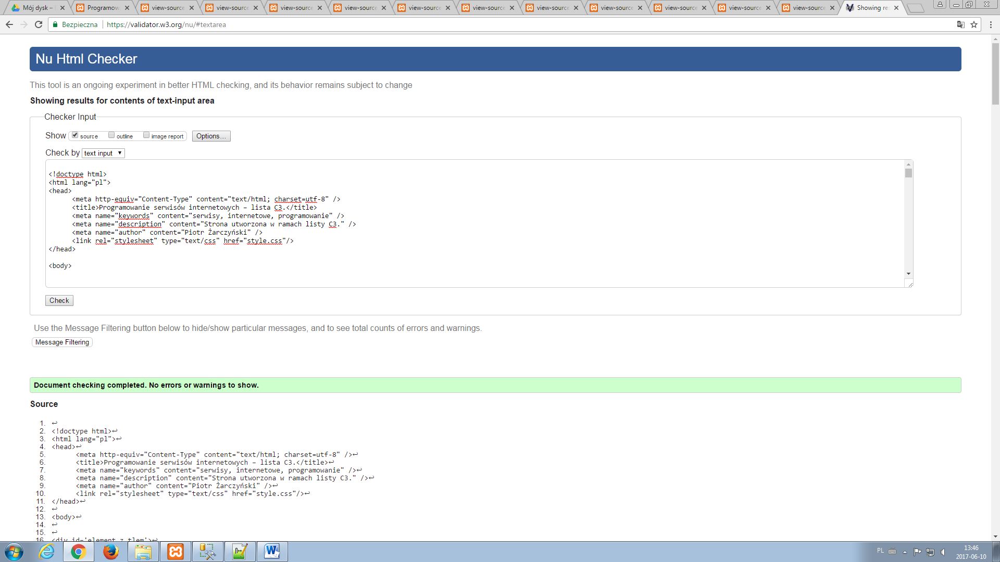 Mój dysk –
Programow
view-source
view-source
view-source
view-source
view-source
view-source
view-source
view-source
view-source
view-source
view-source
Showing re
Bezpieczna https://validator.w3.org/nu/#textarea
Nu Html Checker
This tool is an ongoing experiment in better HTML checking, and its behavior remains subject to change
Showing results for contents of text-input area
Checker Input
Show source outline image report Options...
Check by text input
<!doctype html>
<html lang="pl">
<head>
<meta http-equiv="Content-Type" content="text/html; charset=utf-8" />
<title>Programowanie serwisów internetowych – lista C3.</title>
<meta name="keywords" content="serwisy, internetowe, programowanie" />
<meta name="description" content="Strona utworzona w ramach listy C3." />
<meta name="author" content="Piotr Żarczyński" />
<link rel="stylesheet" type="text/css" href="style.css"/>
</head>
<body>
Check
Use the Message Filtering button below to hide/show particular messages, and to see total counts of errors and warnings.
Message Filtering
Document checking completed. No errors or warnings to show.
Source
1. ↩
2. <!doctype html>↩
3. <html lang="pl">↩
4. <head>↩
5. <meta http-equiv="Content-Type" content="text/html; charset=utf-8" />↩
6. <title>Programowanie serwisów internetowych – lista C3.</title>↩
7. <meta name="keywords" content="serwisy, internetowe, programowanie" />↩
8. <meta name="description" content="Strona utworzona w ramach listy C3." />↩
9. <meta name="author" content="Piotr Żarczyński" />↩
10. <link rel="stylesheet" type="text/css" href="style.css"/>↩
11. </head>↩
12. ↩
13. <body>↩
14. ↩
15. ↩
16. <div id='element_z_tlem'>↩
PL
13:46
2017-06-10